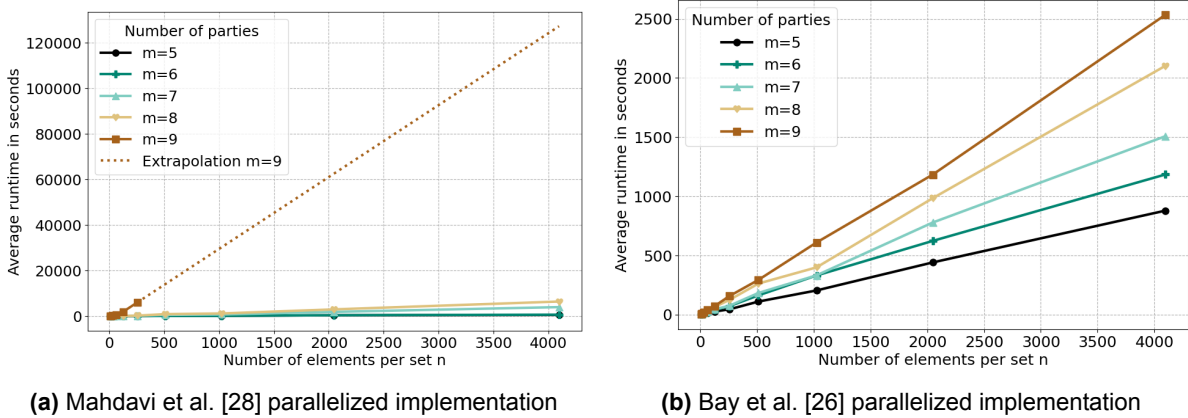 Number of parties
m=5
m=6
m=7
m=8
m=9
Extrapolation m=9
Average runtime in seconds
120000
100000
80000
60000
40000
20000
0
0 500 1000 1500 2000 2500 3000 3500 4000
Number of elements per set n
(a) Mahdavi et al. [28] parallelized implementation
Number of parties
m=5
m=6
m=7
m=8
m=9
Average runtime in seconds
2500
2000
1500
1000
500
0
0 500 1000 1500 2000 2500 3000 3500 4000
Number of elements per set n
(b) Bay et al. [26] parallelized implementation